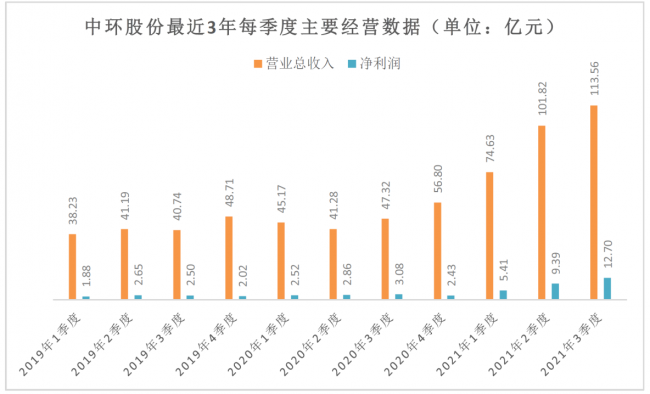 中环股份最近3年每季度主要经营数据（单位：亿元）
营业总收入 净利润
38.23
1.88
41.19
2.65
40.74
2.50
48.71
2.02
45.17
2.52
41.28
2.86
47.32
3.08
56.80
2.43
74.63
5.41
101.82
9.39
113.56
12.70
2019年1季度
2019年2季度
2019年3季度
2019年4季度
2020年1季度
2020年2季度
2020年3季度
2020年4季度
2021年1季度
2021年2季度
2021年3季度